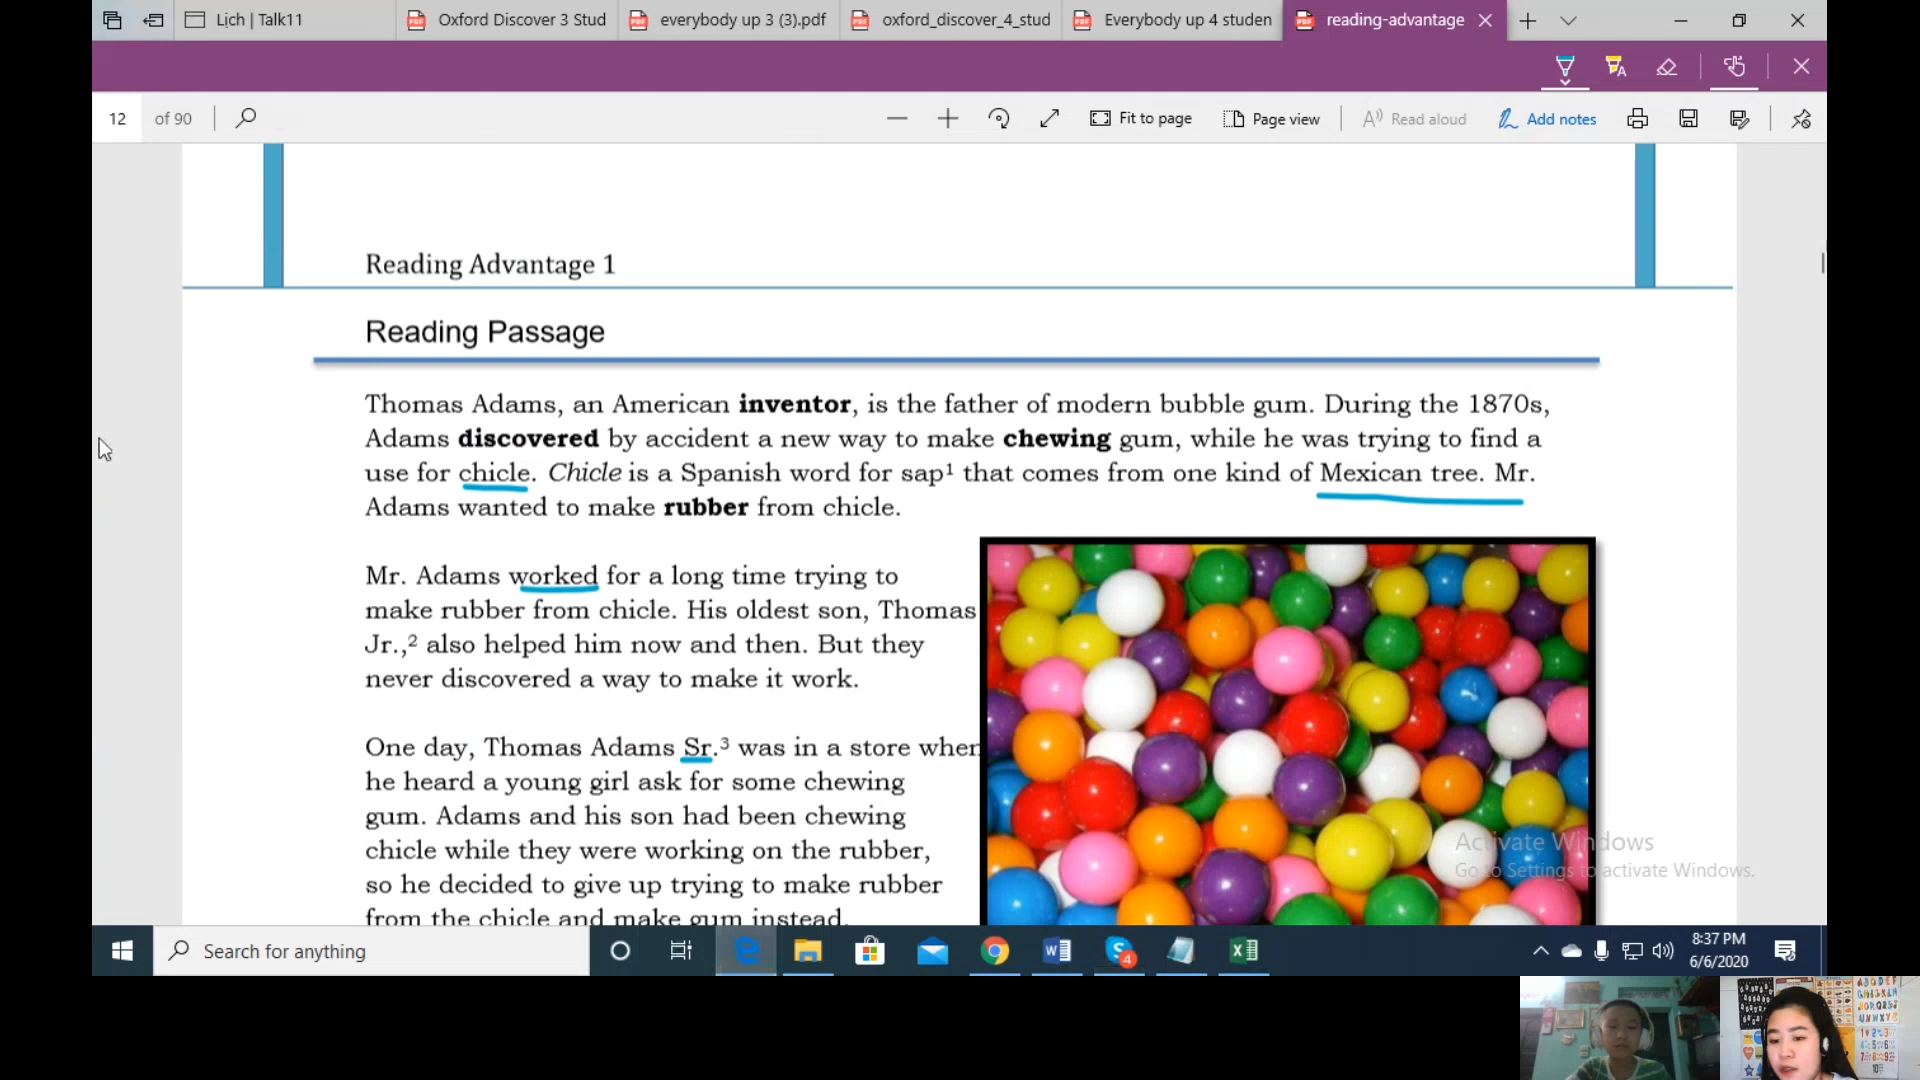 Lịch | Talk11
Oxford Discover 3 Stud
everybody up 3 (3).pdf
oxford_discover_4_stud
Everybody up 4 studen
reading-advantage
12 of 90
Fit to page
Page view
Read aloud
Add notes
Reading Advantage 1
Reading Passage
Thomas Adams, an American inventor, is the father of modern bubble gum. During the 1870s,
Adams discovered by accident a new way to make chewing gum, while he was trying to find a
use for chicle. Chicle is a Spanish word for sap¹ that comes from one kind of Mexican tree. Mr.
Adams wanted to make rubber from chicle.
Mr. Adams worked for a long time trying to
make rubber from chicle. His oldest son, Thomas
Jr.,² also helped him now and then. But they
never discovered a way to make it work.
One day, Thomas Adams Sr.³ was in a store when
he heard a young girl ask for some chewing
gum. Adams and his son had been chewing
chicle while they were working on the rubber,
so he decided to give up trying to make rubber
from the chicle and make gum instead.
Activate Windows
Go to Settings to activate Windows.
Search for anything
4
8:37 PM
6/6/2020